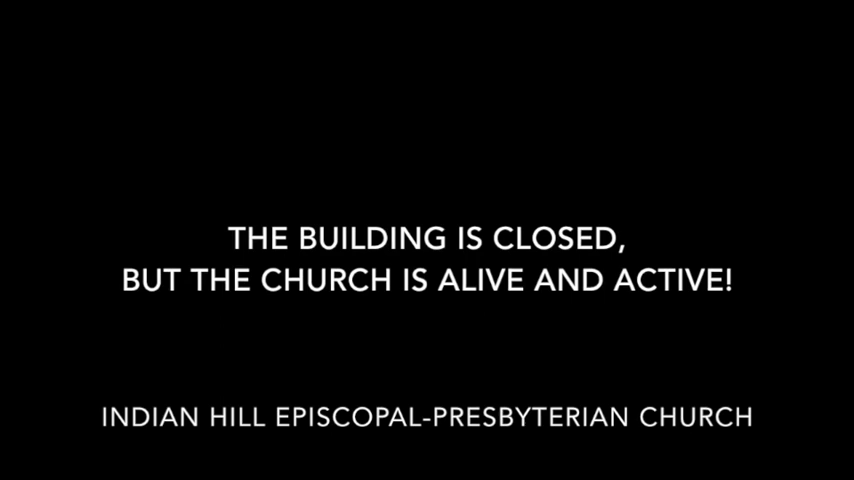 THE BUILDING IS CLOSED,
BUT THE CHURCH IS ALIVE AND ACTIVE!
INDIAN HILL EPISCOPAL-PRESBYTERIAN CHURCH